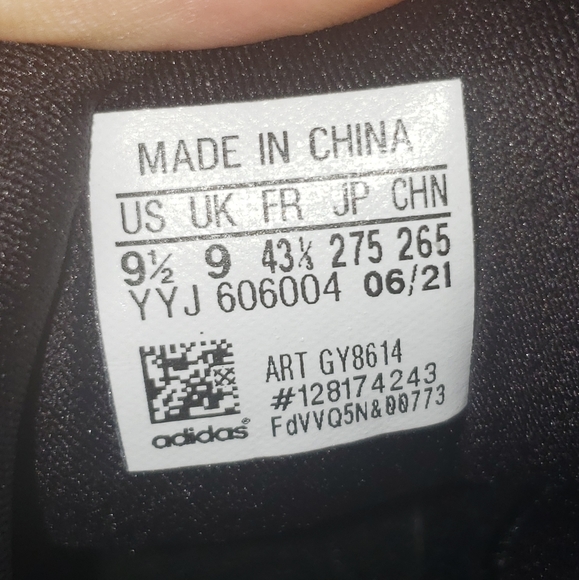 MADE IN CHINA
US UK FR JP CHN
9½ 9 43⅓ 275 265
YYJ 606004 06/21
ART GY8614
#128174243
FdVVQ5N&00773
adidas®